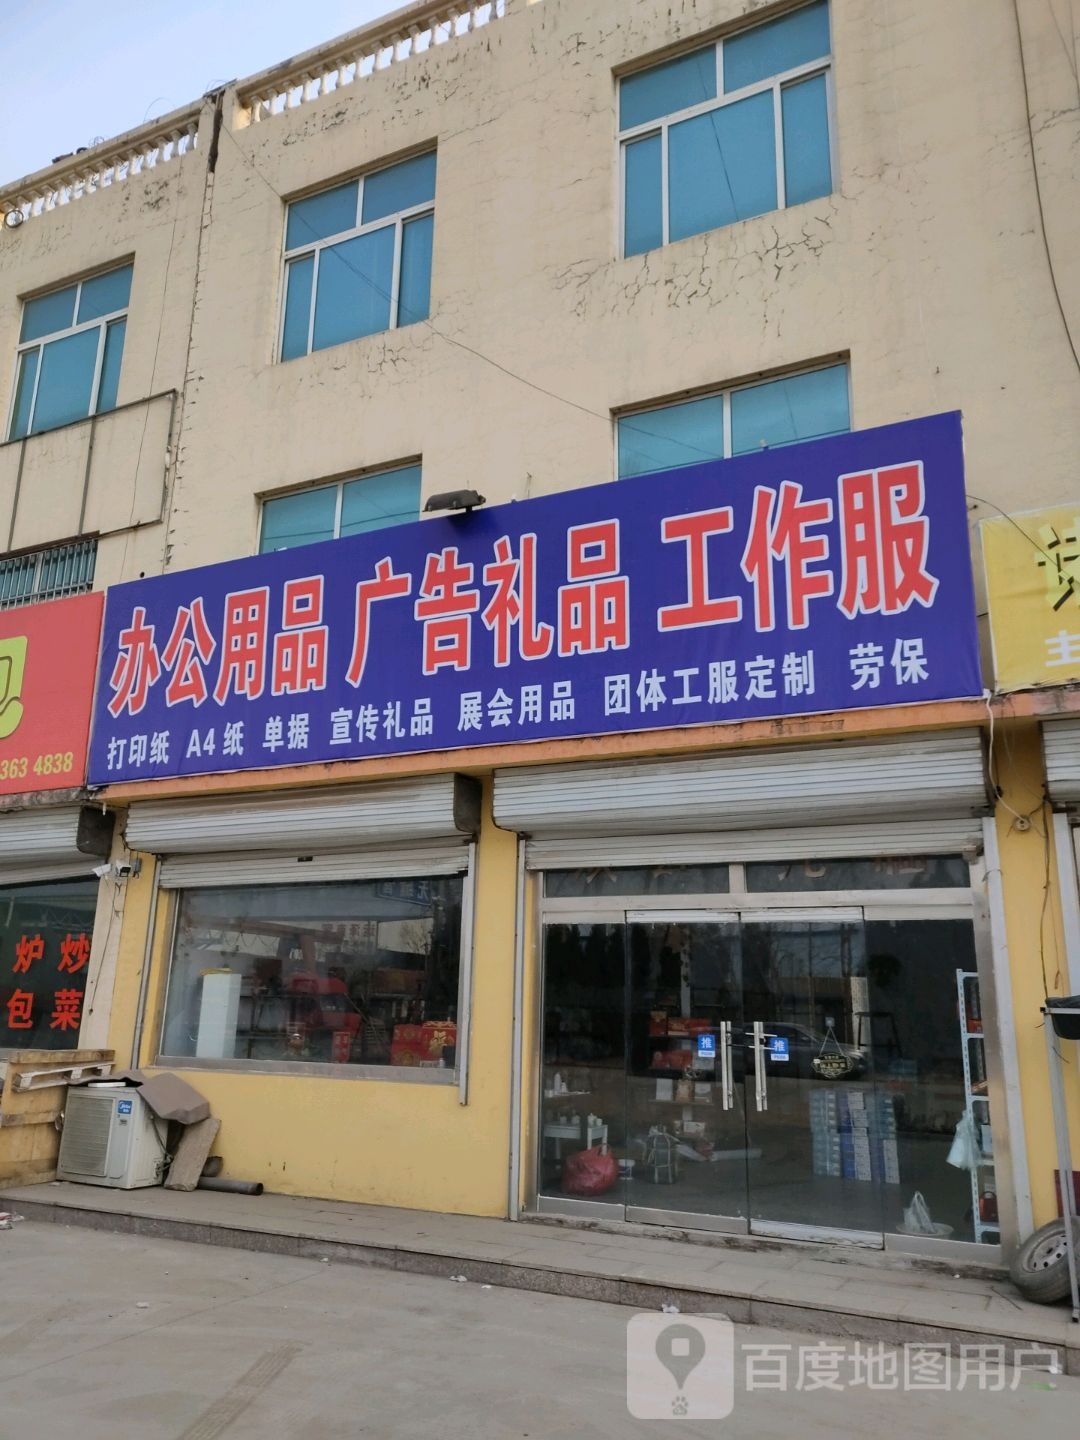 办公用品 广告礼品 工作服
打印纸 A4纸 单据 宣传礼品 展会用品 团体工服定制 劳保
363 4838
主
炉 炒
包 菜
推
推
百度地图用户